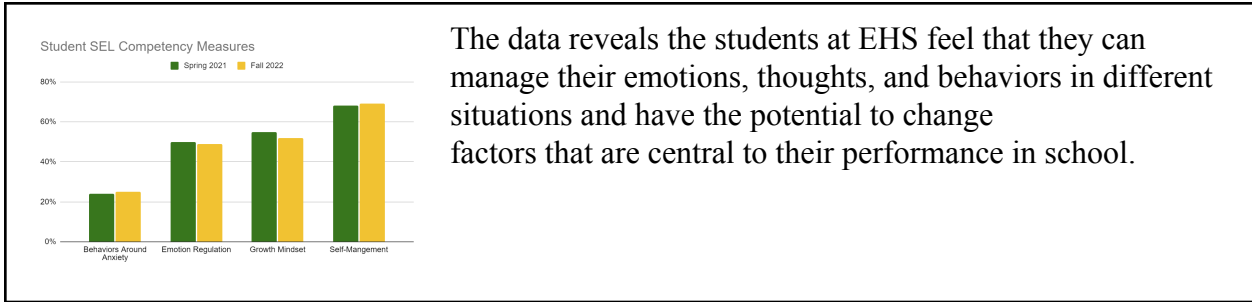 Student SEL Competency Measures
Spring 2021 Fall 2022
80%
60%
40%
20%
0%
Behaviors Around
Anxiety
Emotion Regulation
Growth Mindset
Self-Mangement
The data reveals the students at EHS feel that they can
manage their emotions, thoughts, and behaviors in different
situations and have the potential to change
factors that are central to their performance in school.